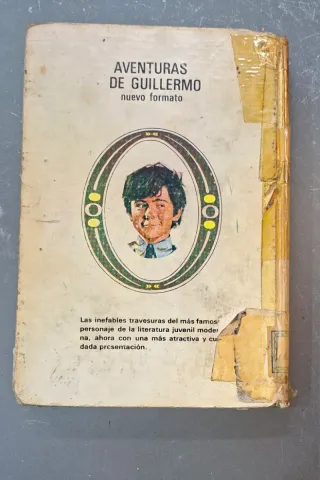 AVENTURAS
DE GUILLERMO
nuevo formato
Las inefables travesuras del más famoso
personaje de la literatura juvenil moder-
na, ahora con una más atractiva y cui-
dada presentación.